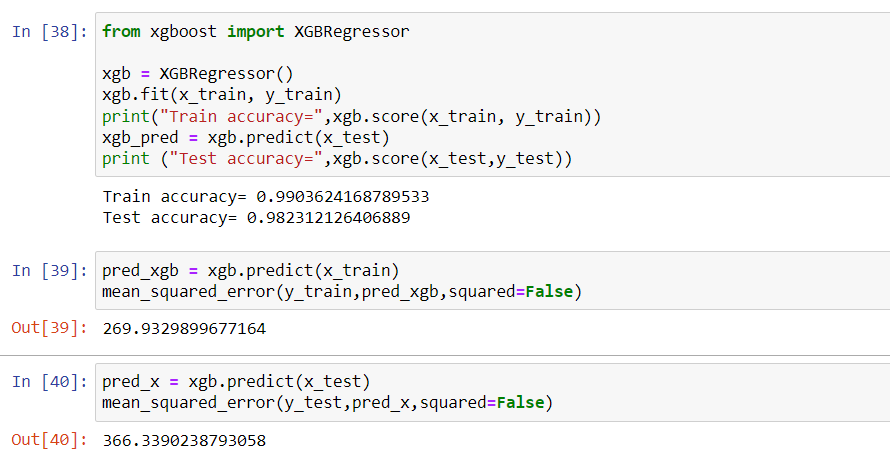 In [38]: from xgboost import XGBRegressor
xgb = XGBRegressor()
xgb.fit(x_train, y_train)
print("Train accuracy=",xgb.score(x_train, y_train))
xgb_pred = xgb.predict(x_test)
print ("Test accuracy=",xgb.score(x_test,y_test))
Train accuracy= 0.9903624168789533
Test accuracy= 0.982312126406889
In [39]: pred_xgb = xgb.predict(x_train)
mean_squared_error(y_train,pred_xgb,squared=False)
Out[39]: 269.9329899677164
In [40]: pred_x = xgb.predict(x_test)
mean_squared_error(y_test,pred_x,squared=False)
Out[40]: 366.3390238793058